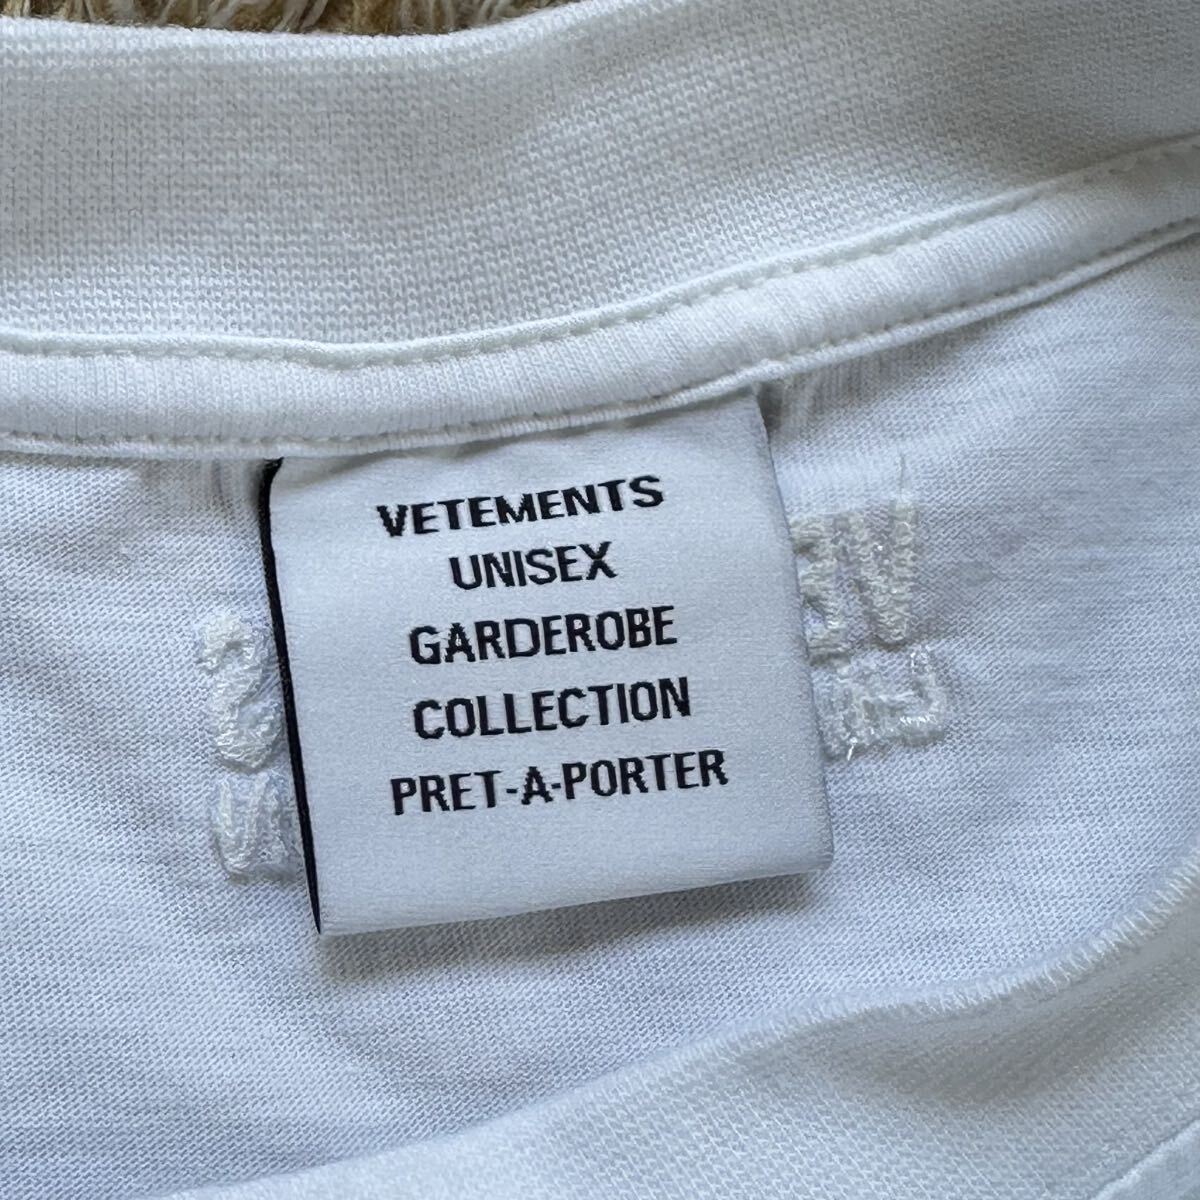 VETEMENTS
UNISEX
GARDEROBE
COLLECTION
PRET-A-PORTER